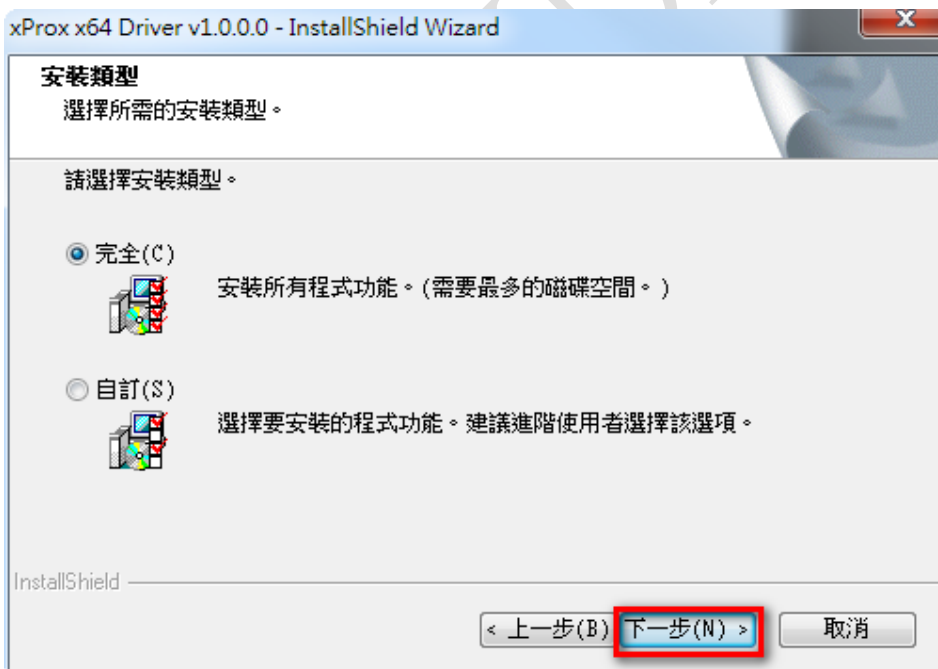 xProx x64 Driver v1.0.0.0 - InstallShield Wizard
安裝類型
選擇所需的安裝類型。
請選擇安裝類型。
完全(C)
安裝所有程式功能。(需要最多的磁碟空間。)
自訂(S)
選擇要安裝的程式功能。建議進階使用者選擇該選項。
InstallShield
< 上一步(B) 下一步(N) > 取消